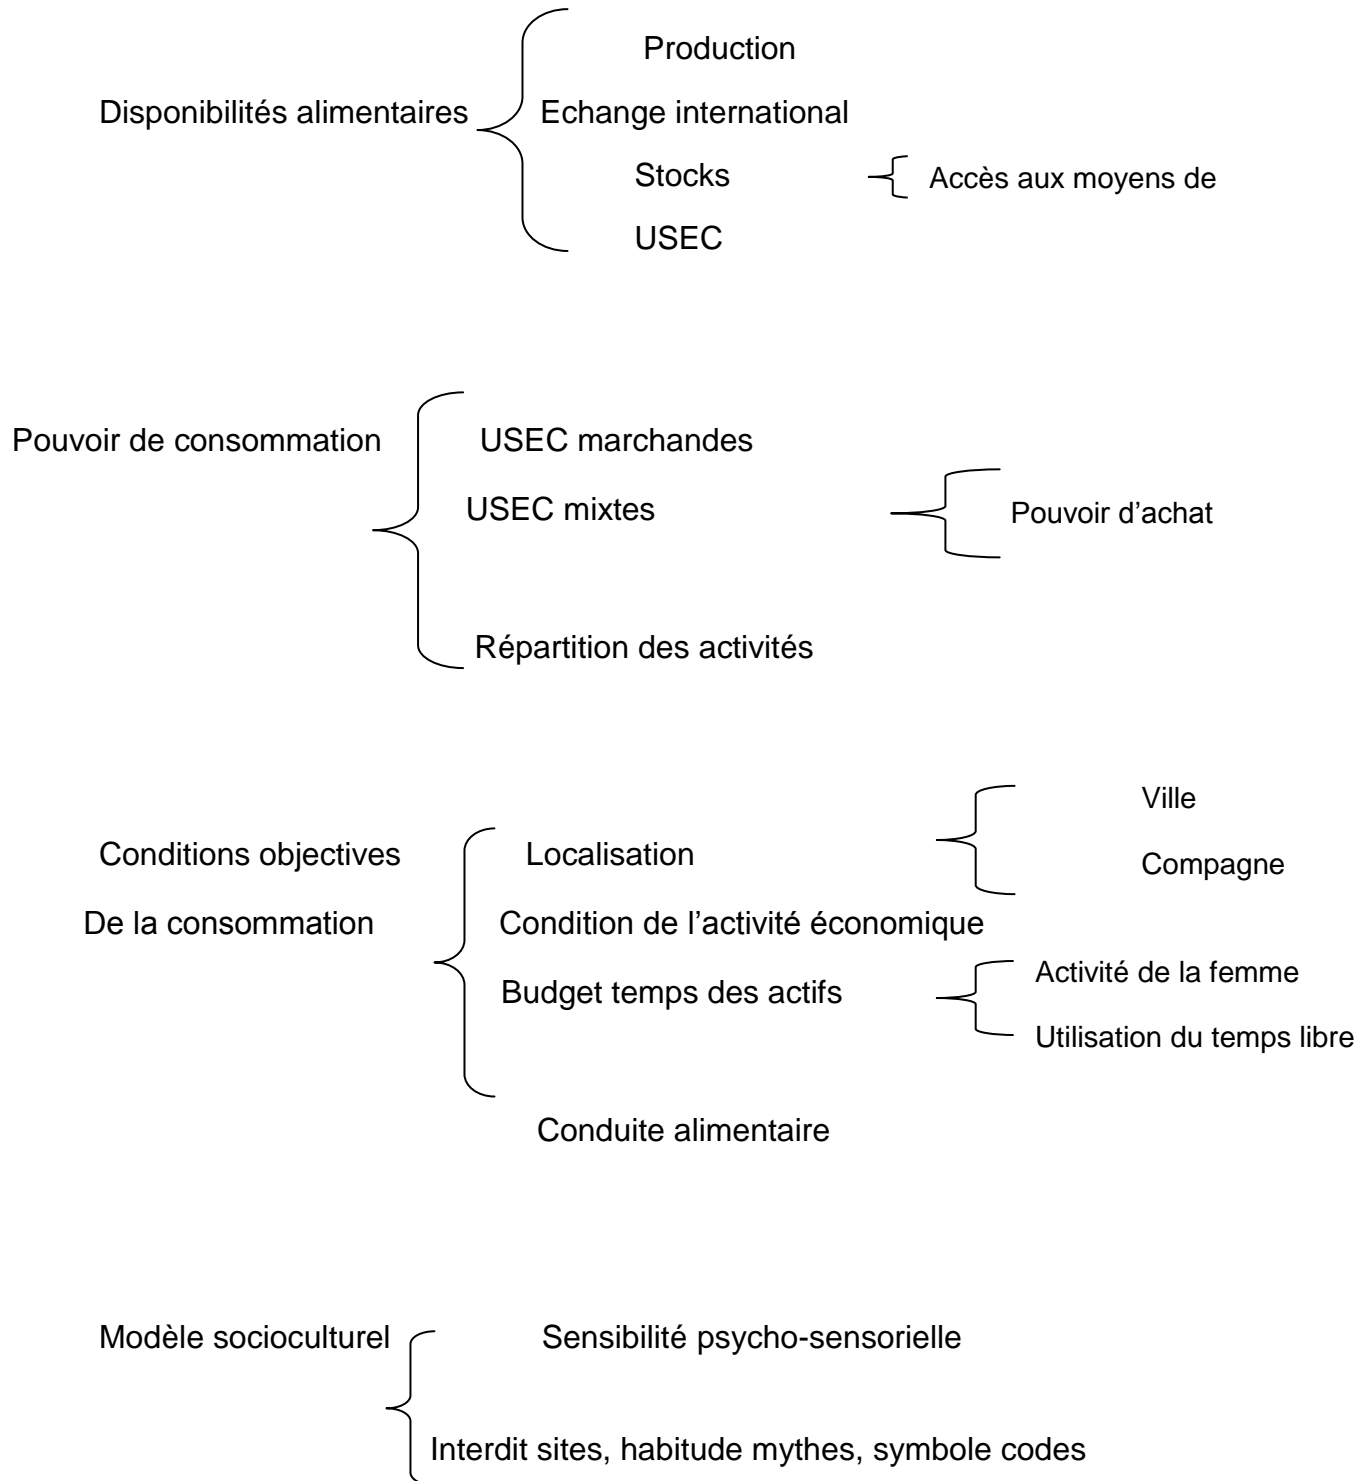 Production
Disponibilités alimentaires
Echange international
Stocks
Accès aux moyens de
USEC
Pouvoir de consommation
USEC marchandes
USEC mixtes
Pouvoir d’achat
Répartition des activités
Ville
Conditions objectives
Localisation
Compagne
De la consommation
Condition de l’activité économique
Activité de la femme
Budget temps des actifs
Utilisation du temps libre
Conduite alimentaire
Modèle socioculturel
Sensibilité psycho-sensorielle
Interdit sites, habitude mythes, symbole codes